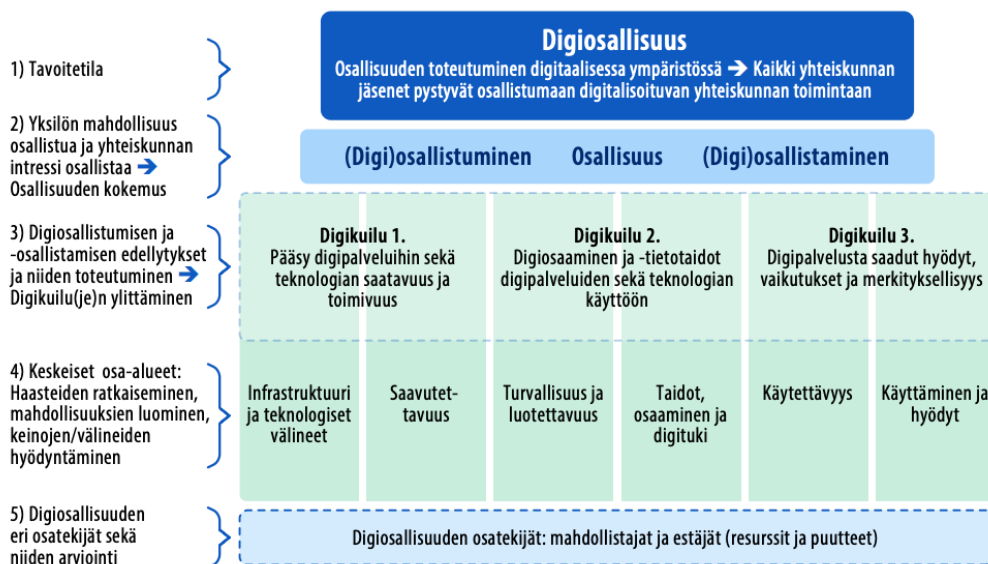 Digiosallisuus
1) Tavoitetila
Osallisuuden toteutuminen digitaalisessa ympäristössä ➔ Kaikki yhteiskunnan
jäsenet pystyvät osallistumaan digitalisoituvan yhteiskunnan toimintaan
2) Yksilön mahdollisuus
osallistua ja yhteiskunnan
intressi osallistaa ➔
Osallisuuden kokemus
(Digi)osallistuminen Osallisuus (Digi)osallistaminen
3) Digiosallistumisen ja
-osallistamisen edellytykset
ja niiden toteutuminen ➔
Digikuilu(je)n ylittäminen
Digikuilu 1.
Pääsy digipalveluihin sekä
teknologian saatavuus ja
toimivuus
Digikuilu 2.
Digiosaaminen ja -tietotaidot
digipalveluiden sekä teknologian
käyttöön
Digikuilu 3.
Digipalvelusta saadut hyödyt,
vaikutukset ja merkityksellisyys
4) Keskeiset osa-alueet:
Haasteiden ratkaiseminen,
mahdollisuuksien luominen,
keinojen/välineiden
hyödyntäminen
Infrastruktuuri
ja teknologiset
välineet
Saavutet-
tavuus
Turvallisuus ja
luotettavuus
Taidot,
osaaminen ja
digituki
Käytettävyys
Käyttäminen ja
hyödyt
5) Digiosallisuuden
eri osatekijät sekä
niiden arviointi
Digiosallisuuden osatekijät: mahdollistajat ja estäjät (resurssit ja puutteet)